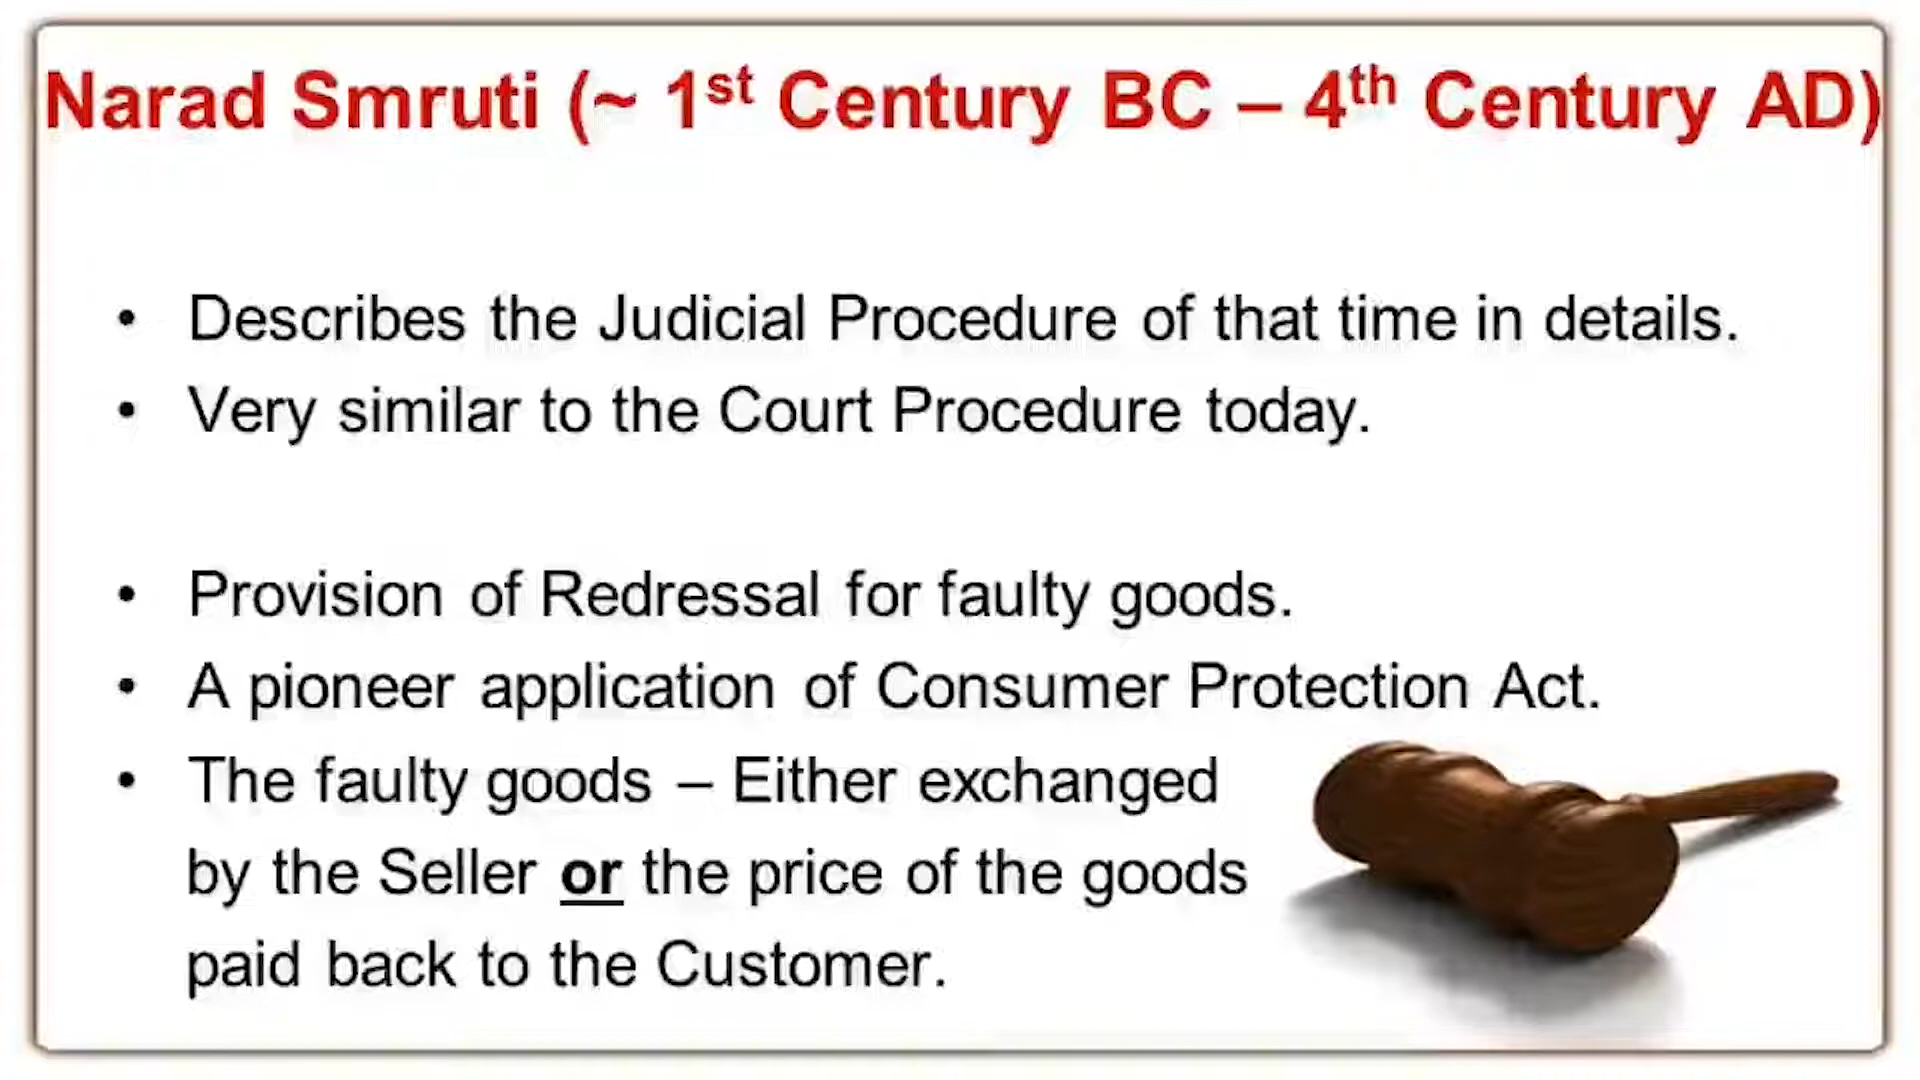 Narad Smruti (~ 1st Century BC – 4th Century AD)
• Describes the Judicial Procedure of that time in details.
• Very similar to the Court Procedure today.
• Provision of Redressal for faulty goods.
• A pioneer application of Consumer Protection Act.
• The faulty goods – Either exchanged
by the Seller or the price of the goods
paid back to the Customer.